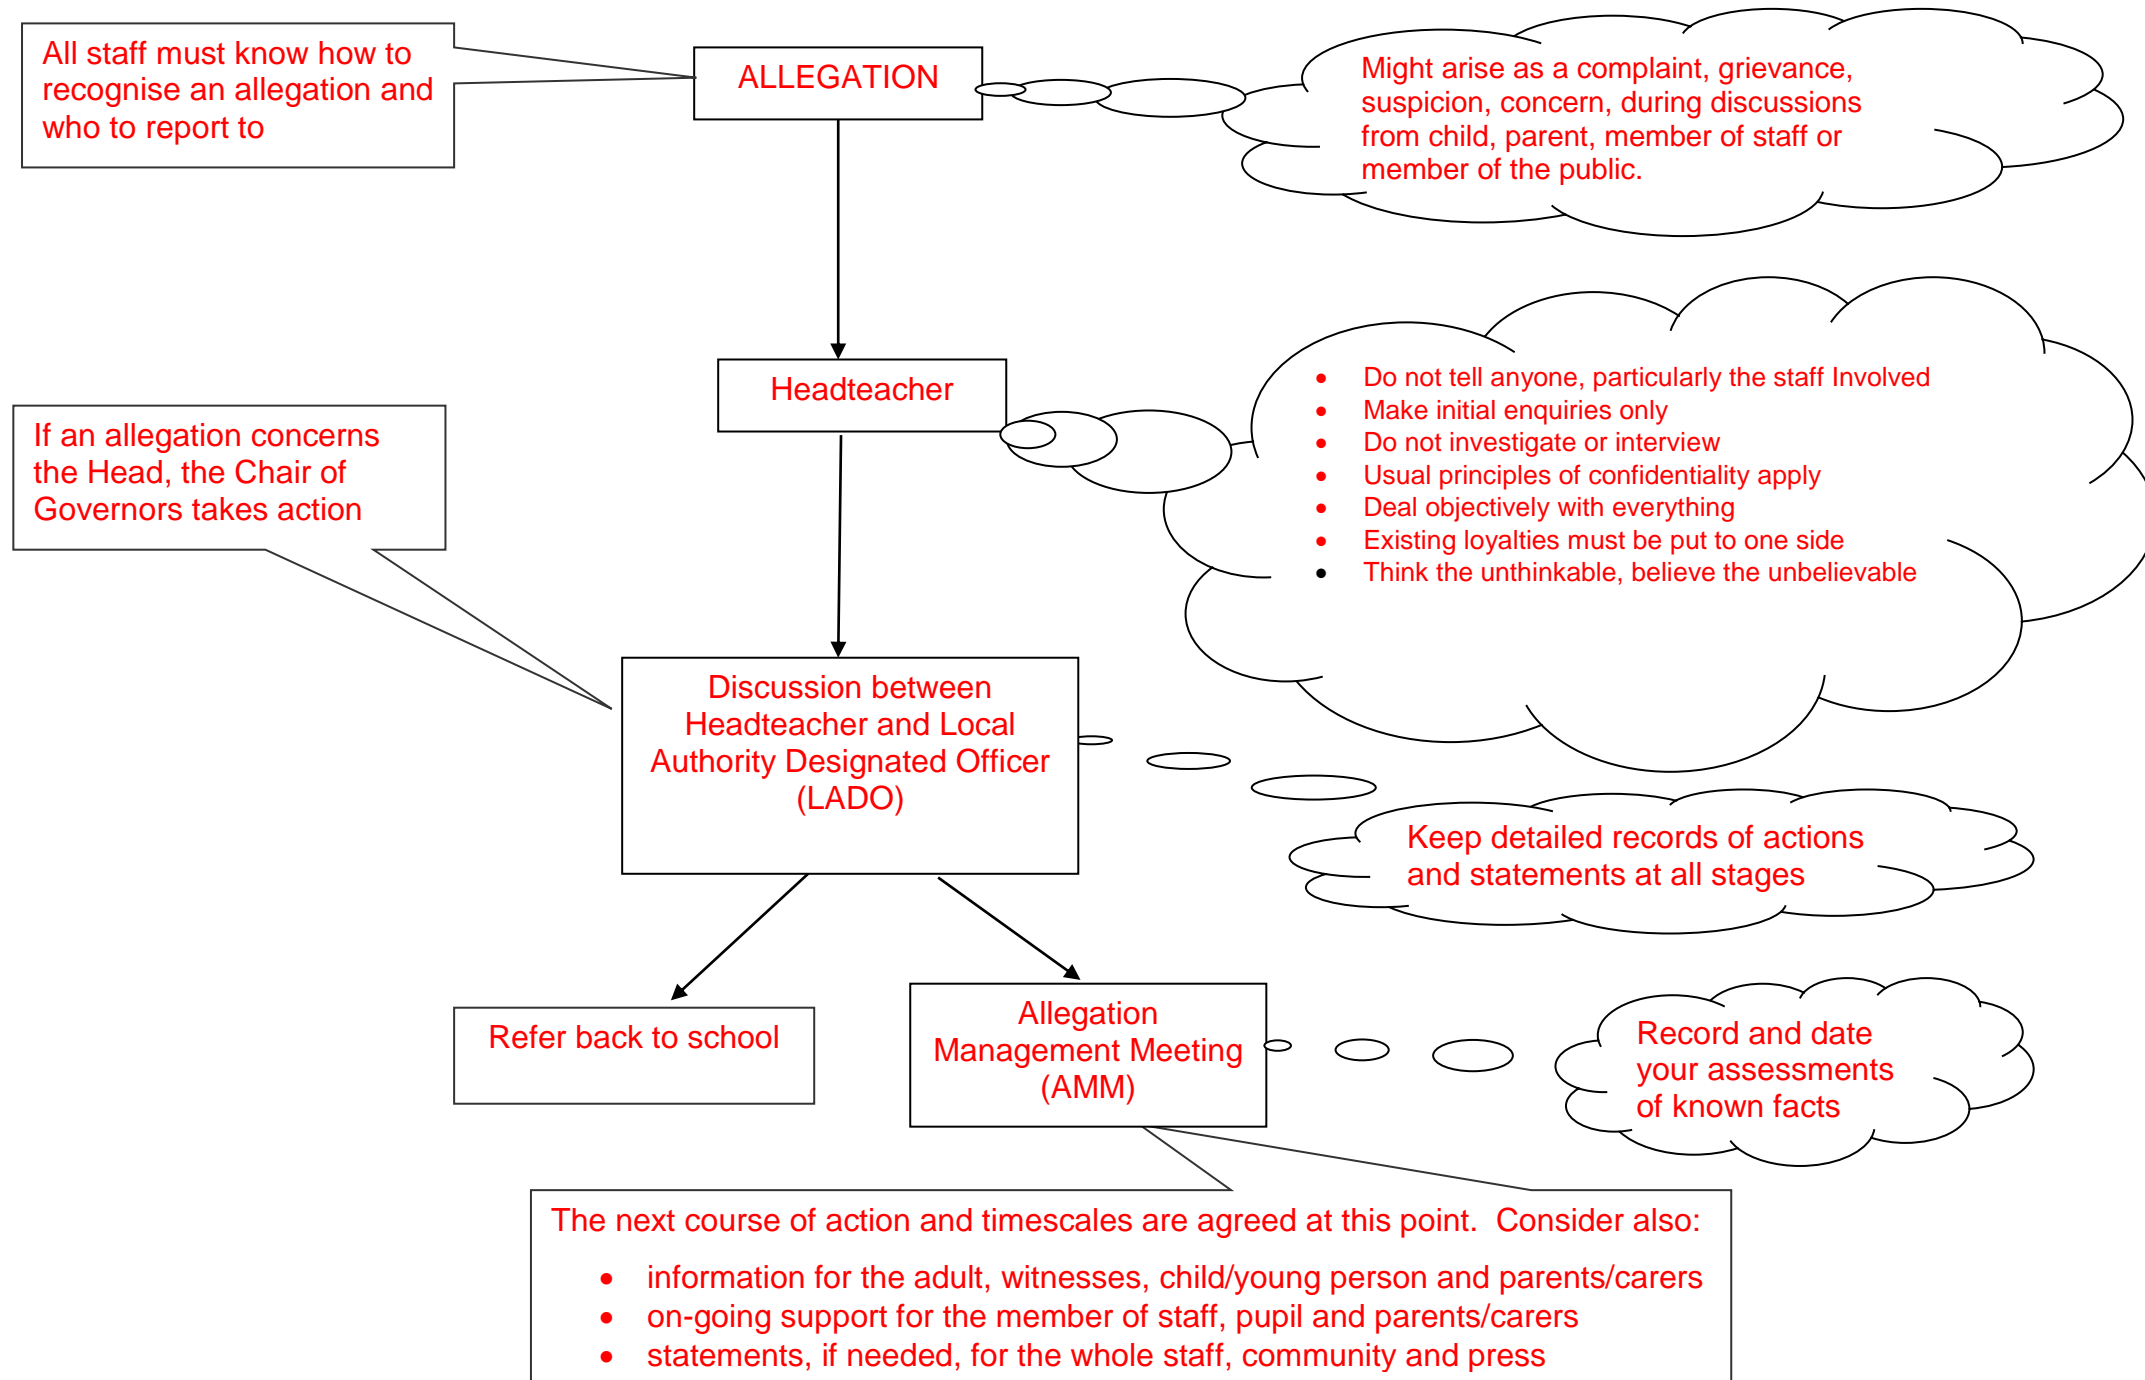 All staff must know how to
recognise an allegation and
who to report to
ALLEGATION
Might arise as a complaint, grievance,
suspicion, concern, during discussions
from child, parent, member of staff or
member of the public.
Headteacher
• Do not tell anyone, particularly the staff Involved
• Make initial enquiries only
• Do not investigate or interview
• Usual principles of confidentiality apply
• Deal objectively with everything
• Existing loyalties must be put to one side
• Think the unthinkable, believe the unbelievable
If an allegation concerns
the Head, the Chair of
Governors takes action
Discussion between
Headteacher and Local
Authority Designated Officer
(LADO)
Keep detailed records of actions
and statements at all stages
Refer back to school
Allegation
Management Meeting
(AMM)
Record and date
your assessments
of known facts
The next course of action and timescales are agreed at this point.  Consider also:
• information for the adult, witnesses, child/young person and parents/carers
• on-going support for the member of staff, pupil and parents/carers
• statements, if needed, for the whole staff, community and press